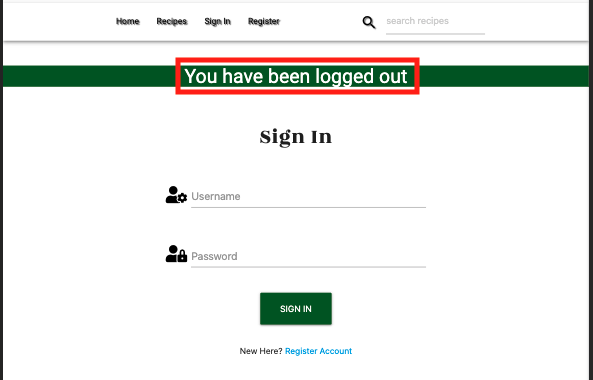 Home Recipes Sign In Register search recipes
You have been logged out
Sign In
Username
Password
SIGN IN
New Here? Register Account